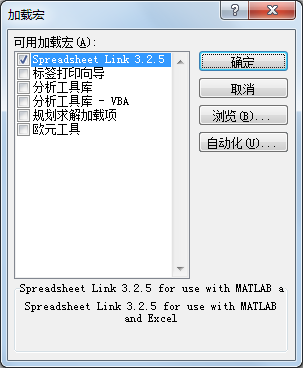 加载宏
可用加载宏(A):
Spreadsheet Link 3.2.5
标签打印向导
分析工具库
分析工具库 - VBA
规划求解加载项
欧元工具
确定
取消
浏览(B)...
自动化(U)...
Spreadsheet Link 3.2.5 for use with MATLAB a
Spreadsheet Link 3.2.5 for use with MATLAB
and Excel